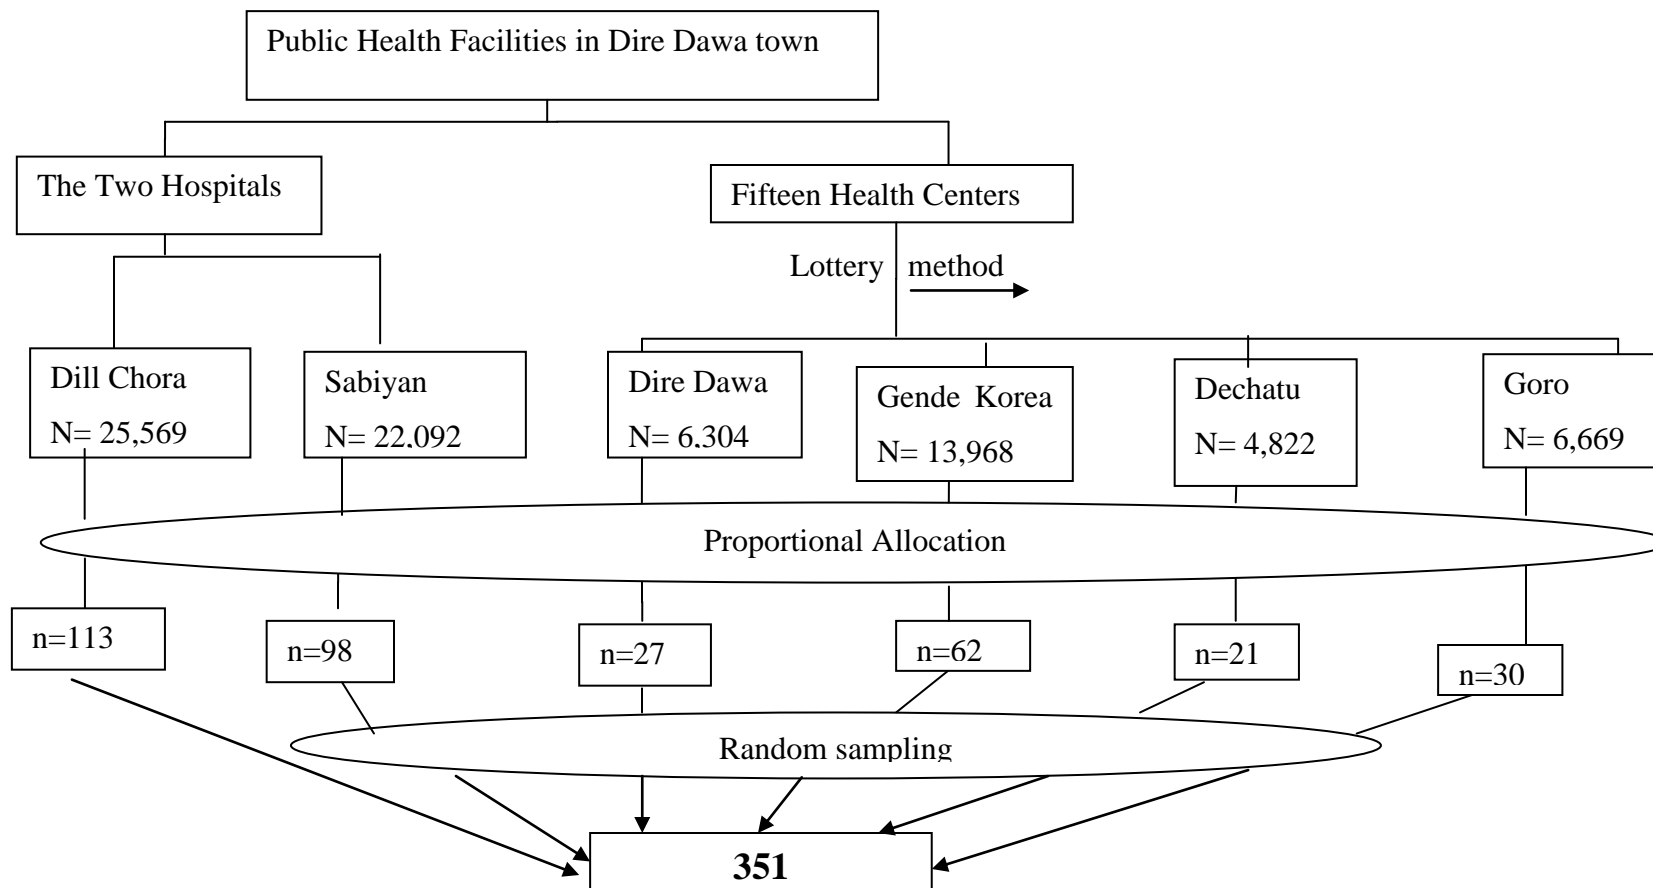 Public Health Facilities in Dire Dawa town
The Two Hospitals
Fifteen Health Centers
Lottery method
Dill Chora
N= 25,569
Sabiyan
N= 22,092
Dire Dawa
N= 6,304
Gende Korea
N= 13,968
Dechatu
N= 4,822
Goro
N= 6,669
Proportional Allocation
n=113
n=98
n=27
n=62
n=21
n=30
Random sampling
351